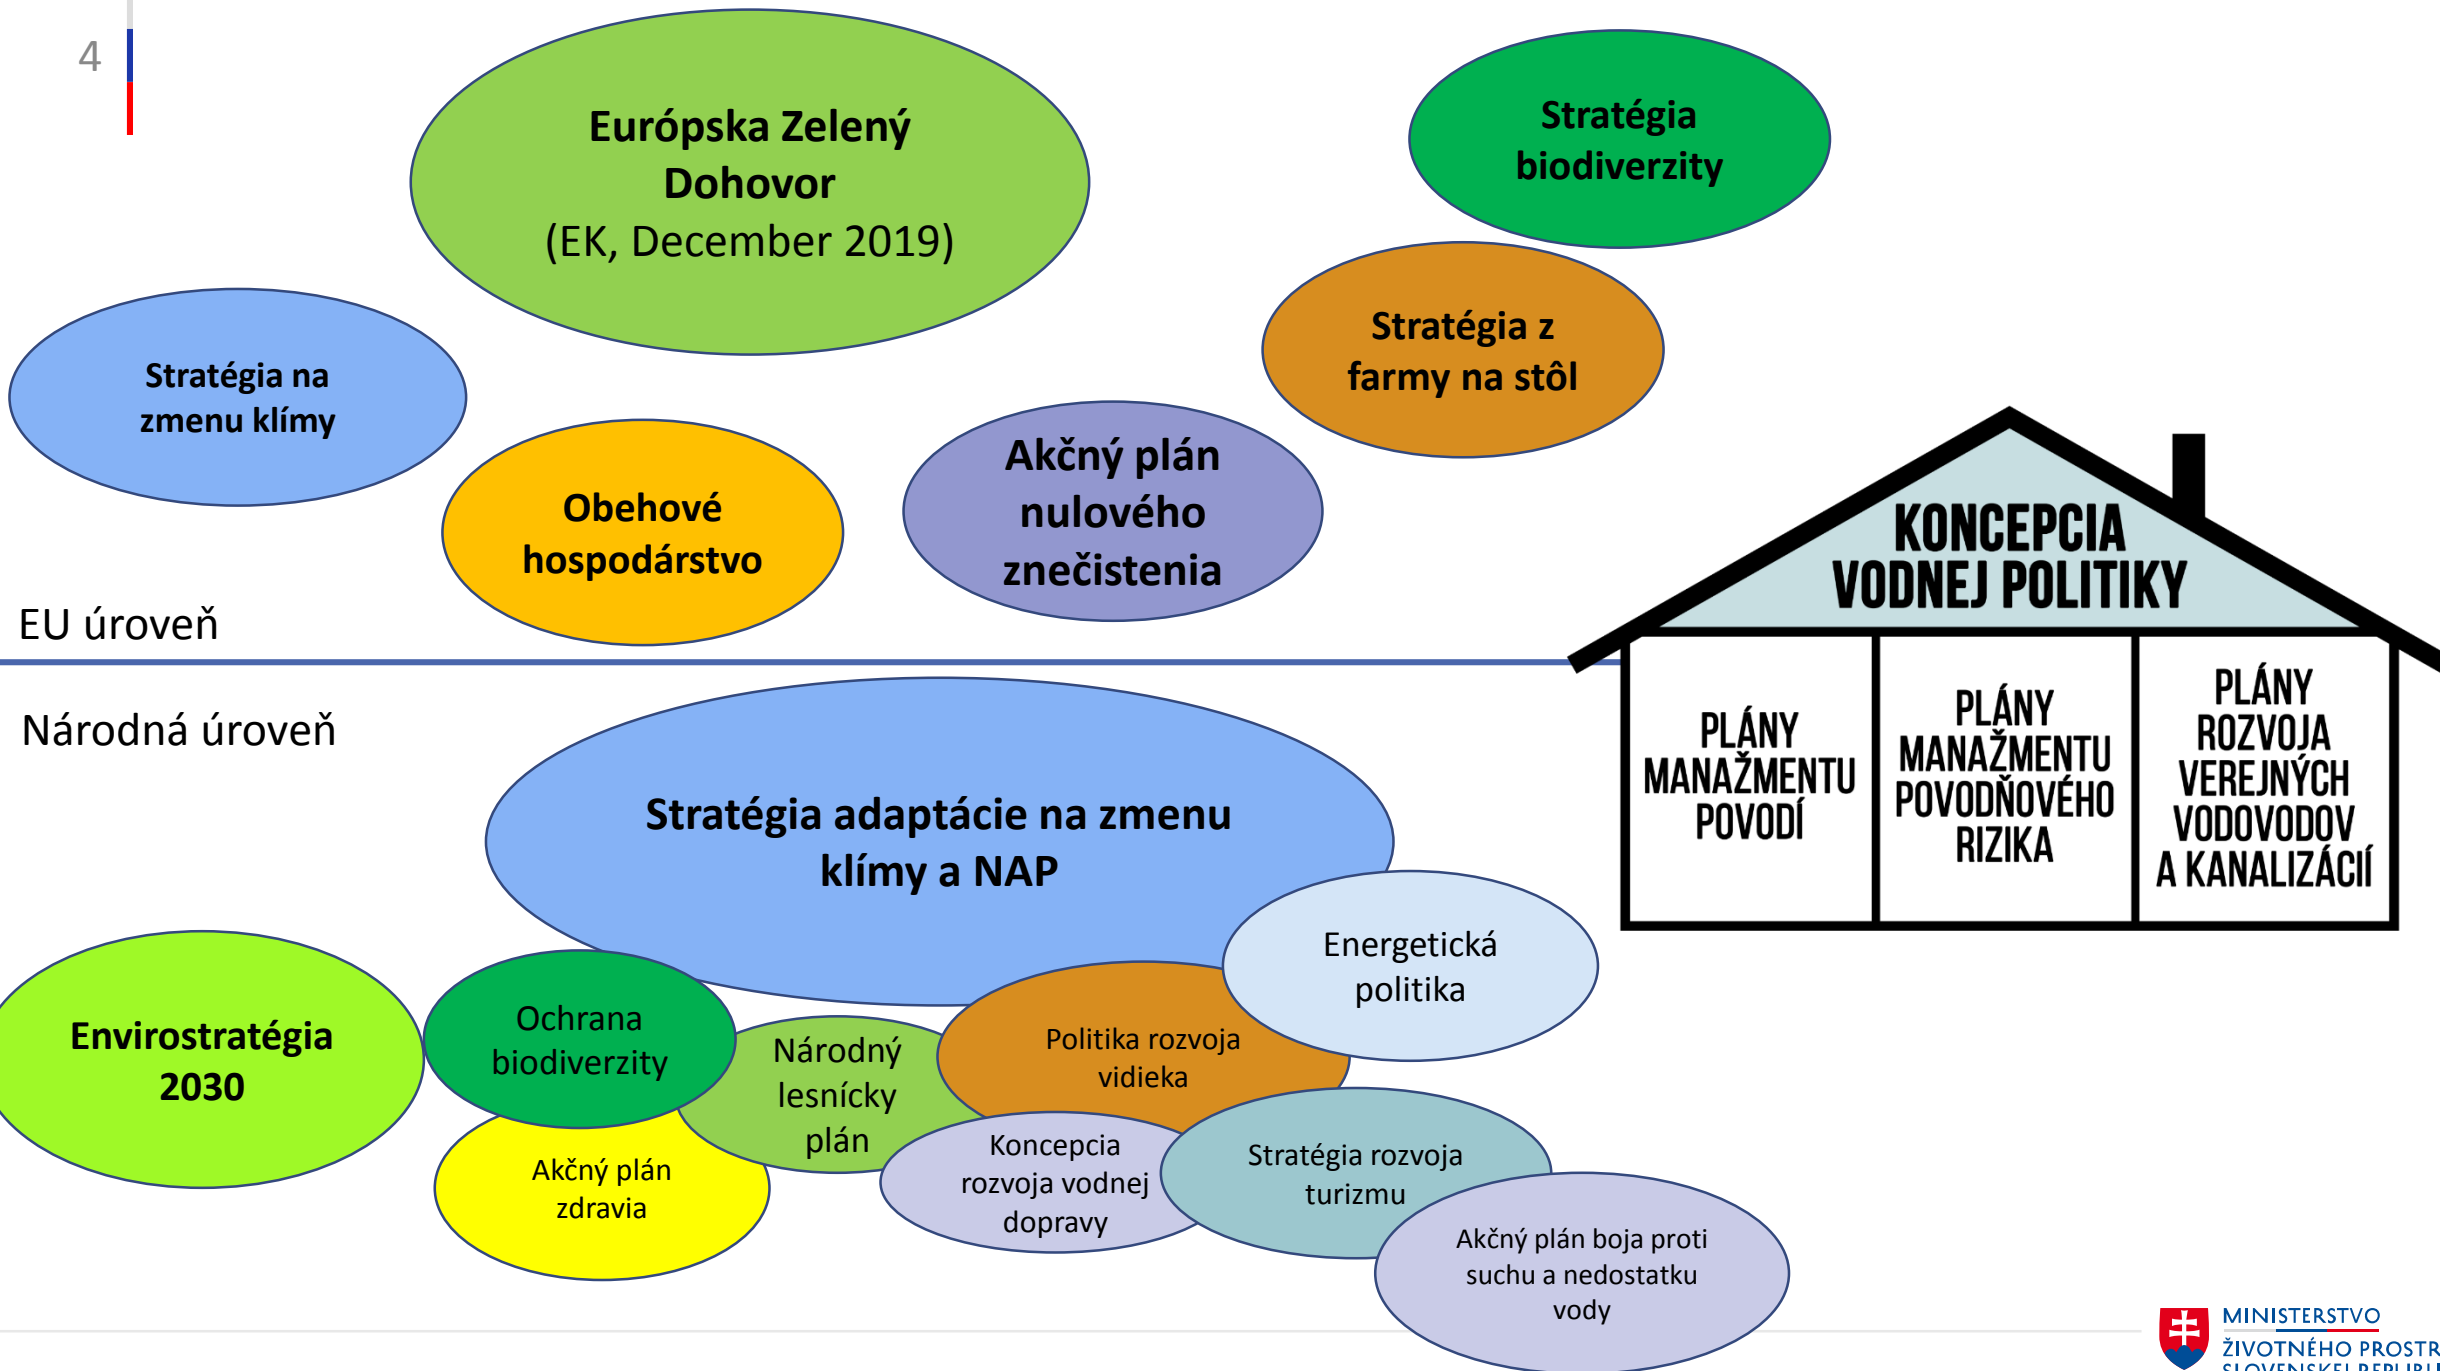 4
Európska Zelený
Dohovor
(EK, December 2019)
Stratégia
biodiverzity
Stratégia z
farmy na stôl
Stratégia na
zmenu klímy
Obehové
hospodárstvo
Akčný plán
nulového
znečistenia
EU úroveň
KONCEPCIA
VODNEJ POLITIKY
PLÁNY
MANAŽMENTU
POVODÍ
PLÁNY
MANAŽMENTU
POVODŇOVÉHO
RIZIKA
PLÁNY
ROZVOJA
VEREJNÝCH
VODOVODOV
A KANALIZÁCIÍ
Národná úroveň
Stratégia adaptácie na zmenu
klímy a NAP
Energetická
politika
Envirostratégia
2030
Ochrana
biodiverzity
Národný
lesnícky
plán
Politika rozvoja
vidieka
Akčný plán
zdravia
Koncepcia
rozvoja vodnej
dopravy
Stratégia rozvoja
turizmu
Akčný plán boja proti
suchu a nedostatku
vody
MINISTERSTVO
ŽIVOTNÉHO